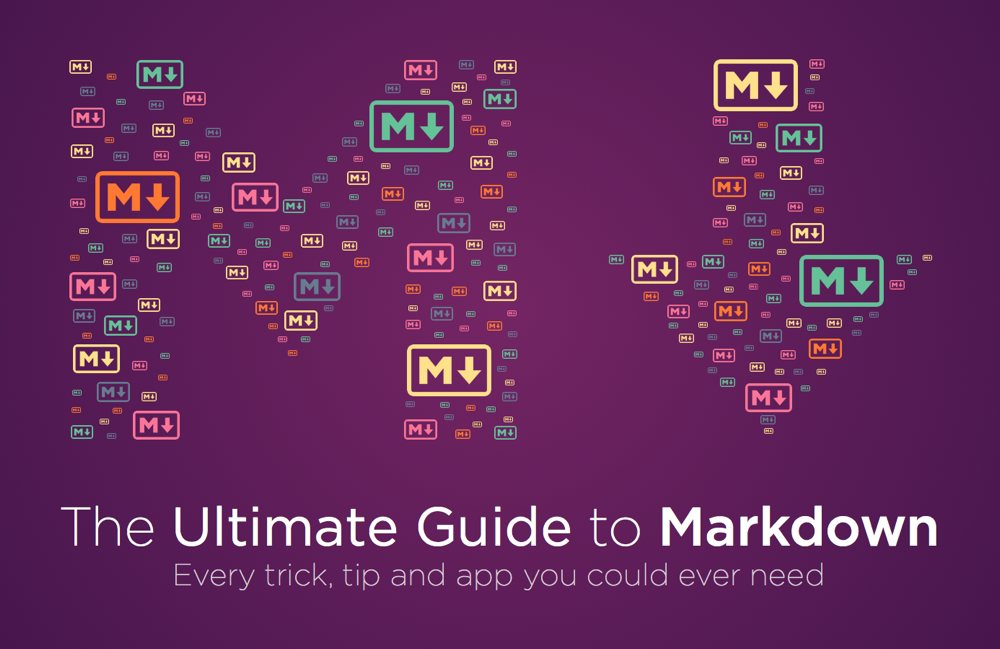 The Ultimate Guide to Markdown
Every trick, tip and app you could ever need